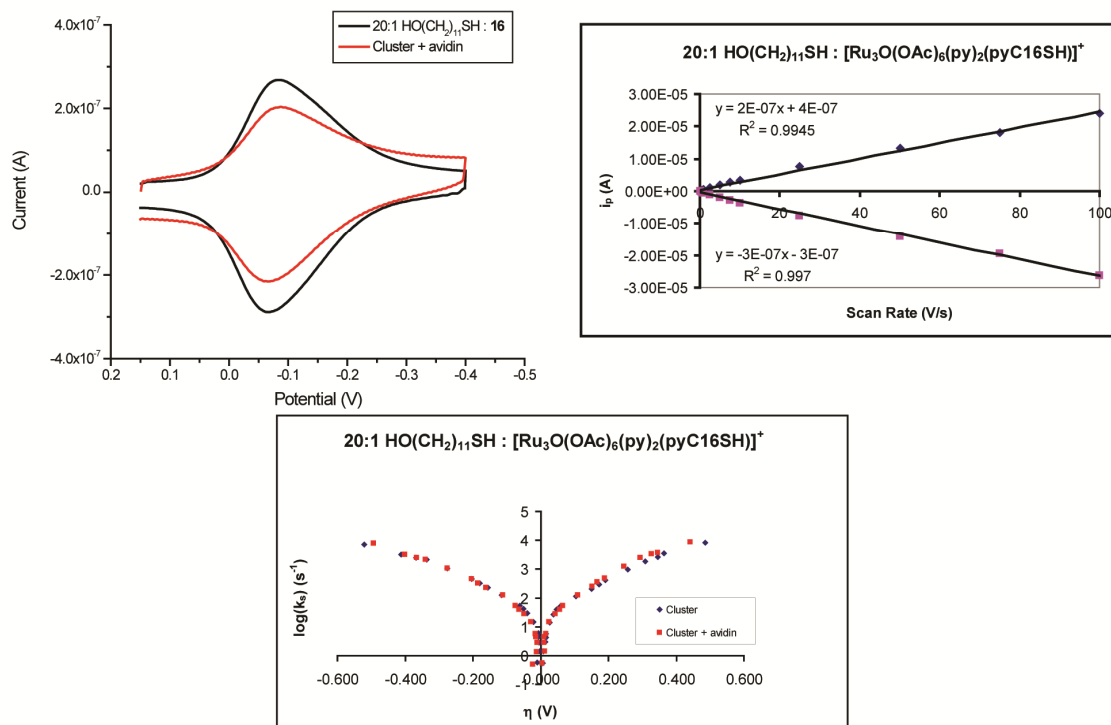 4.0x10⁻⁷
2.0x10⁻⁷
0.0
-2.0x10⁻⁷
-4.0x10⁻⁷
Current (A)
20:1 HO(CH₂)₁₁SH : 16
Cluster + avidin
0.2 0.1 0.0 -0.1 -0.2 -0.3 -0.4 -0.5
Potential (V)
20:1 HO(CH₂)₁₁SH : [Ru₃O(OAc)₆(py)₂(pyC16SH)]⁺
3.00E-05
2.00E-05
1.00E-05
0.00E+00
-1.00E-05
-2.00E-05
-3.00E-05
iₚ (A)
y = 2E-07x + 4E-07
R² = 0.9945
0 20 40 60 80 100
y = -3E-07x - 3E-07
R² = 0.997
Scan Rate (V/s)
20:1 HO(CH₂)₁₁SH : [Ru₃O(OAc)₆(py)₂(pyC16SH)]⁺
log(kₛ) (s⁻¹)
5
4
3
2
1
0
-1
Cluster
Cluster + avidin
-0.600 -0.400 -0.200 0.000 0.200 0.400 0.600
η (V)